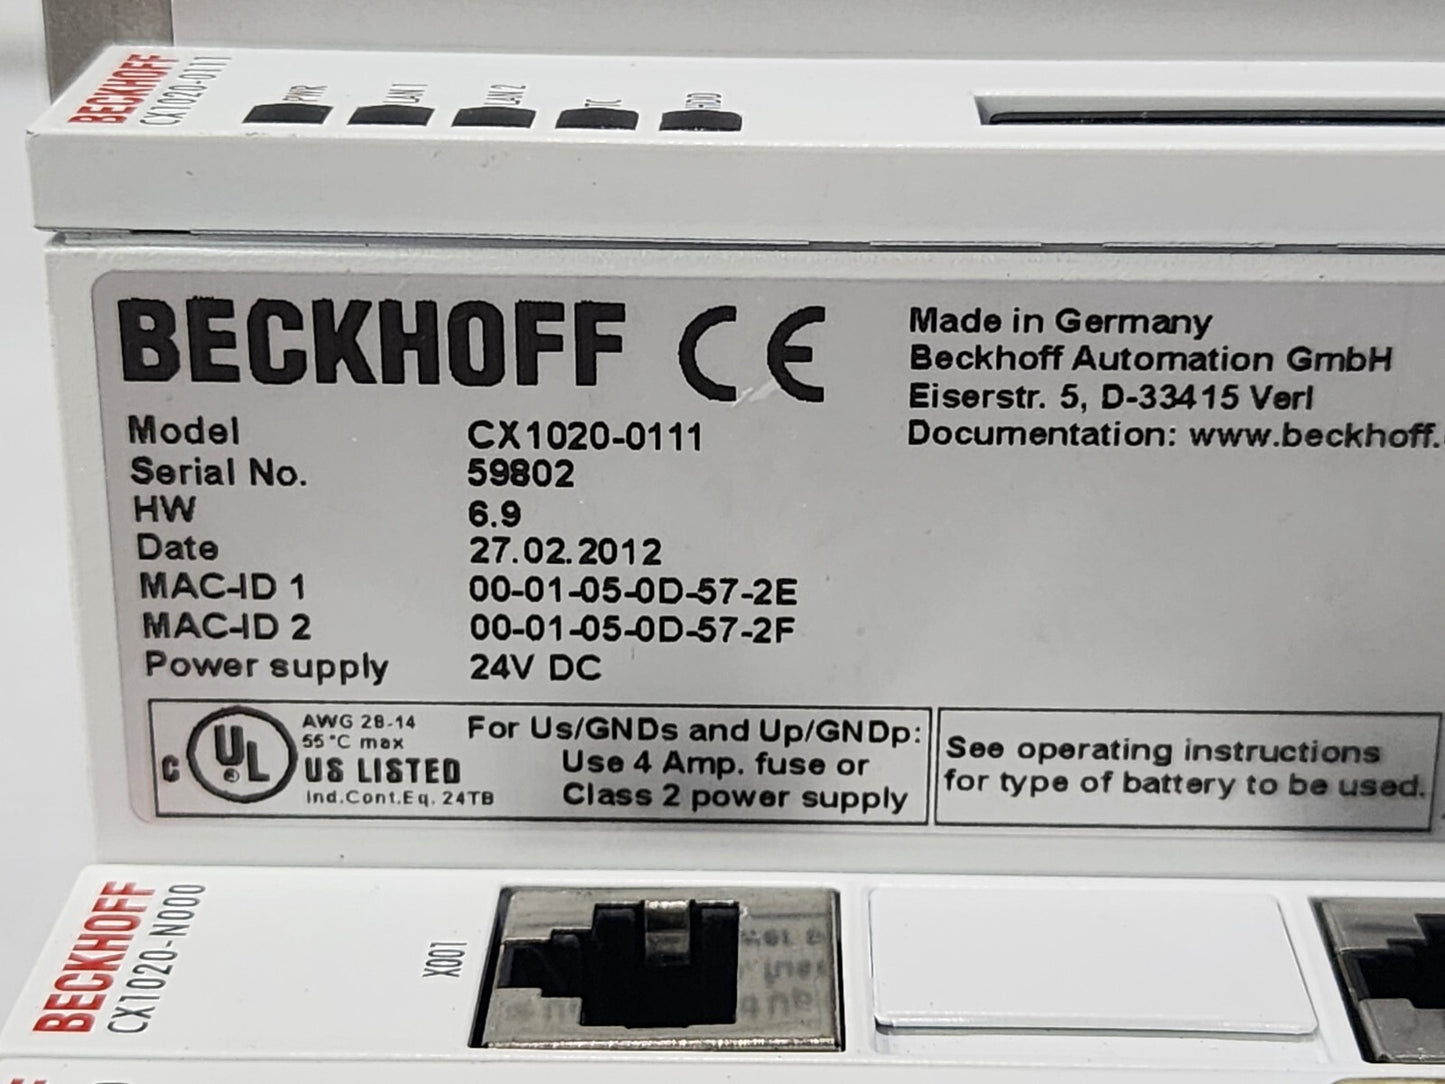 BECKHOFF
CX1020-0111
PWR
LAN 1
LAN 2
TC
HDD
BECKHOFF CE
Made in Germany
Beckhoff Automation GmbH
Eiserstr. 5, D-33415 Verl
Documentation: www.beckhoff.
Model CX1020-0111
Serial No. 59802
HW 6.9
Date 27.02.2012
MAC-ID 1 00-01-05-0D-57-2E
MAC-ID 2 00-01-05-0D-57-2F
Power supply 24V DC
C UL ®
AWG 28-14
55°C max
US LISTED
Ind.Cont.Eq. 24TB
For Us/GNDs and Up/GNDp:
Use 4 Amp. fuse or
Class 2 power supply
See operating instructions
for type of battery to be used.
BECKHOFF
CX1020-N000
X001